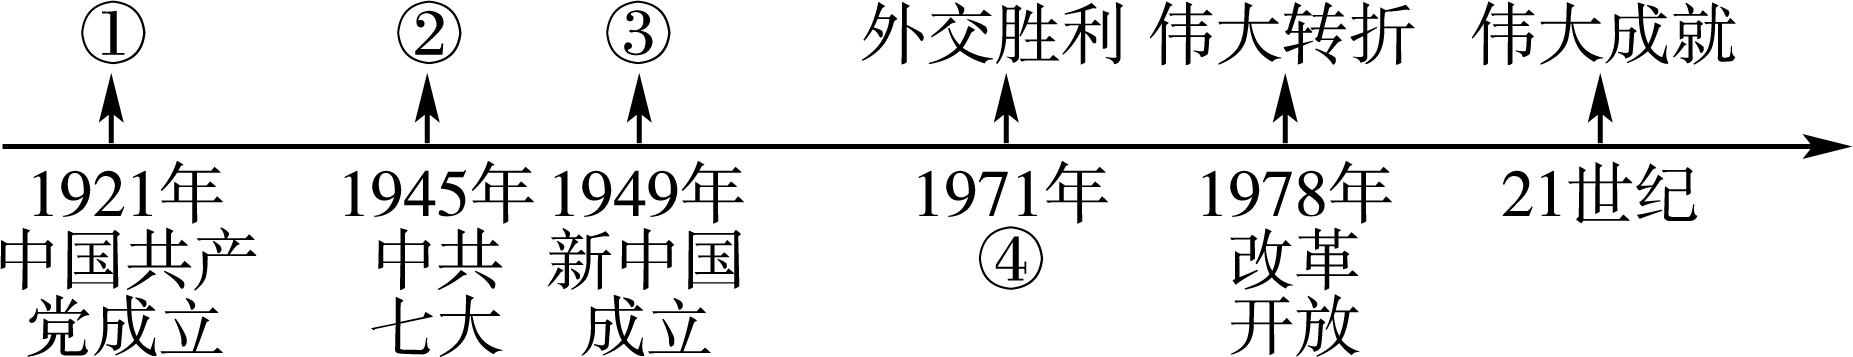 ① ② ③ 外交胜利 伟大转折 伟大成就
1921年 1945年 1949年 1971年 1978年 21世纪
中国共产 中共 新中国 ④ 改革
党成立 七大 成立 开放